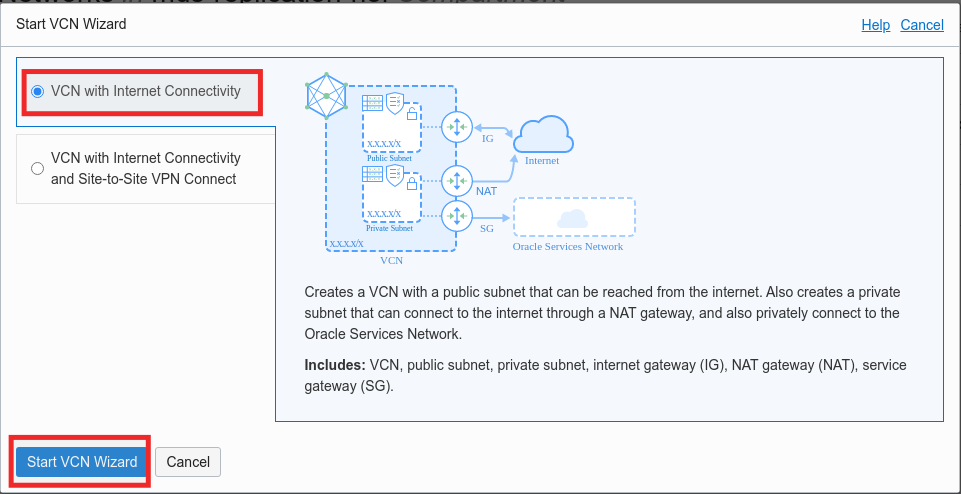 Start VCN Wizard
Help
Cancel
VCN with Internet Connectivity
VCN with Internet Connectivity
and Site-to-Site VPN Connect
X.X.X.X/X
Public Subnet
IG
Internet
NAT
X.X.X.X/X
Private Subnet
SG
X.X.X.X/X
VCN
Oracle Services Network
Creates a VCN with a public subnet that can be reached from the internet. Also creates a private
subnet that can connect to the internet through a NAT gateway, and also privately connect to the
Oracle Services Network.
Includes: VCN, public subnet, private subnet, internet gateway (IG), NAT gateway (NAT), service
gateway (SG).
Start VCN Wizard
Cancel